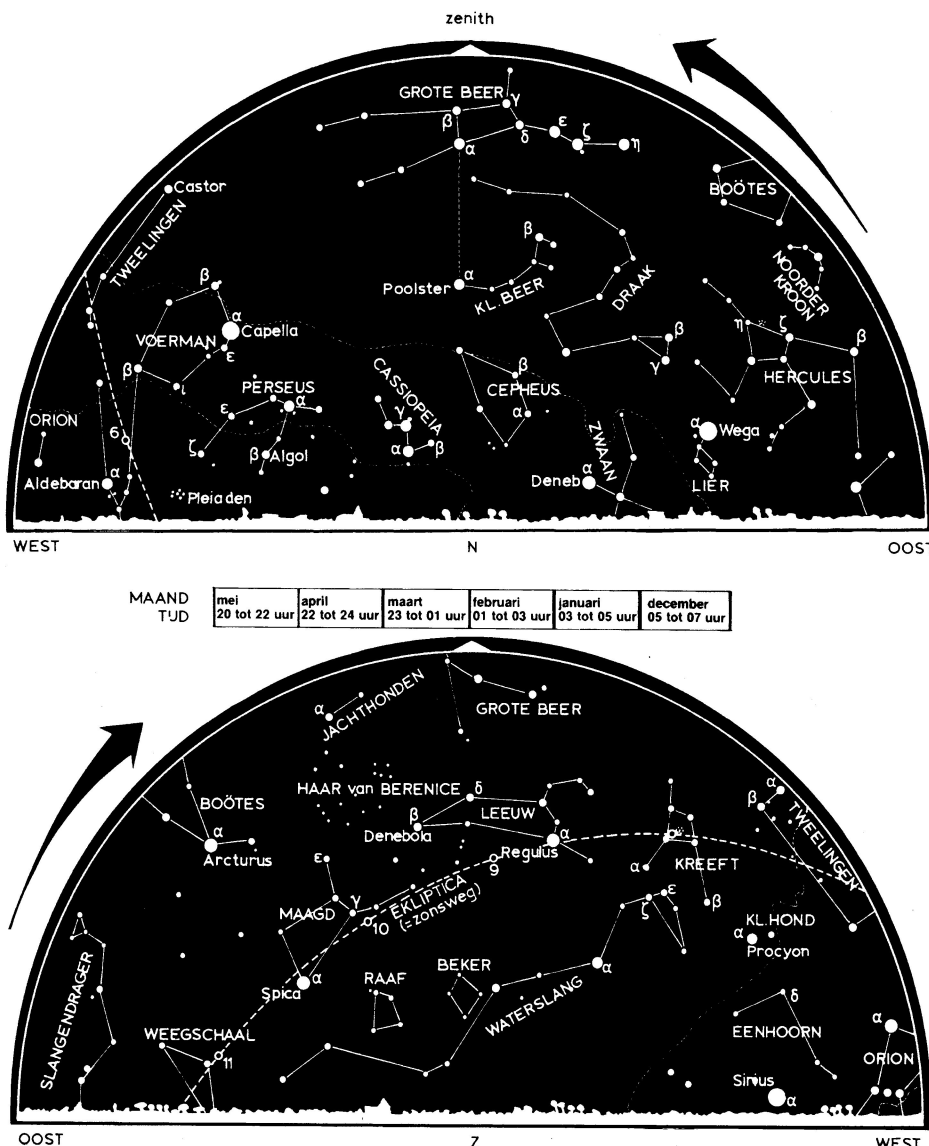 zenith
GROTE BEER
γ
β
α
δ
ε
ζ
η
Castor
TWEELINGEN
BOÖTES
NOORDER
KROON
β
Poolster
α
KL. BEER
DRAAK
β
α
Capella
VOERMAN
ε
β
ι
PERSEUS
ε
α
ζ
β
Algol
CASSIOPEIA
γ
α
β
β
CEPHEUS
α
β
γ
η
ζ
β
HERCULES
ORION
6
Aldebaran
α
Pleiaden
Deneb
α
ZWAAN
α
Wega
LIER
WEST
N
OOST
MAAND
TIJD
mei
20 tot 22 uur
april
22 tot 24 uur
maart
23 tot 01 uur
februari
01 tot 03 uur
januari
03 tot 05 uur
december
05 tot 07 uur
α
JACHTHONDEN
GROTE BEER
HAAR van BERENICE
BOÖTES
α
Arcturus
δ
LEEUW
β
Denebola
α
Regulus
9
α
β
TWEELINGEN
KREEFT
α
β
ε
MAAGD
γ
EKLIPTICA
(=zonsweg)
10
ε
ζ
KL. HOND
α
Procyon
α
Spica
RAAF
BEKER
α
WATERSLANG
SLANGENDRAGER
WEEGSCHAAL
11
δ
EENHOORN
α
ORION
Sirius
α
OOST
Z
WEST